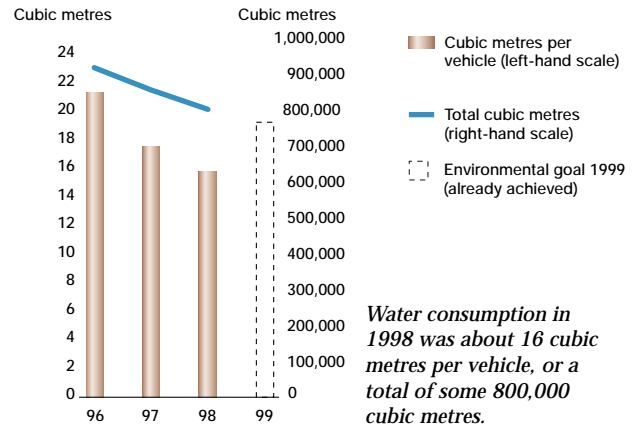 Cubic metres
Cubic metres
24
22
20
18
16
14
12
10
8
6
4
2
0
1,000,000
900,000
800,000
700,000
600,000
500,000
400,000
300,000
200,000
100,000
0
96 97 98 99
Cubic metres per
vehicle (left-hand scale)
Total cubic metres
(right-hand scale)
Environmental goal 1999
(already achieved)
Water consumption in
1998 was about 16 cubic
metres per vehicle, or a
total of some 800,000
cubic metres.